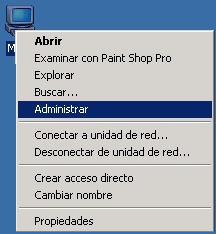 M
Abrir
Examinar con Paint Shop Pro
Explorar
Buscar...
Administrar
Conectar a unidad de red...
Desconectar de unidad de red...
Crear acceso directo
Cambiar nombre
Propiedades